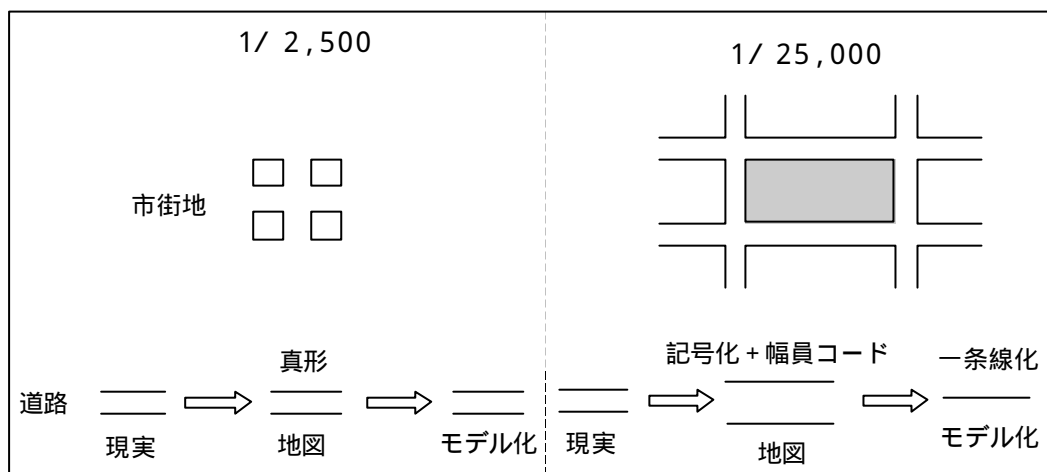 1/ 2,500
1/ 25,000
市街地
真形
記号化+幅員コード
一条線化
道路
現実
地図
モデル化
現実
地図
モデル化